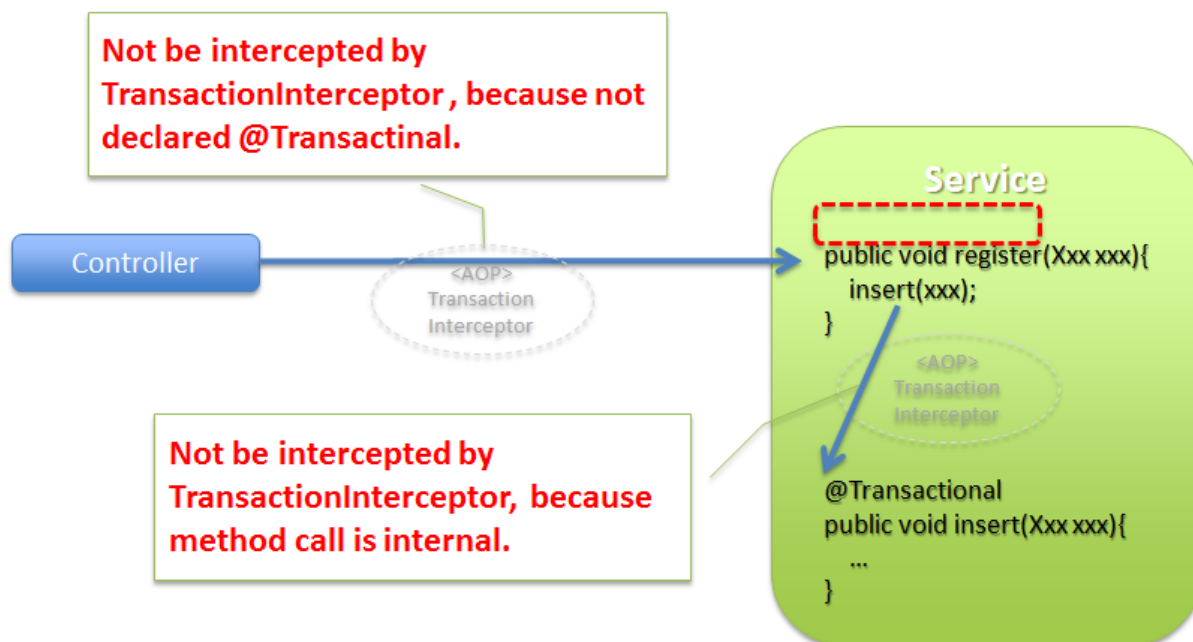 Not be intercepted by
TransactionInterceptor , because not
declared @Transactinal.
Service
Controller
<AOP>
Transaction
Interceptor
public void register(Xxx xxx){
insert(xxx);
}
<AOP>
Transaction
Interceptor
Not be intercepted by
TransactionInterceptor, because
method call is internal.
@Transactional
public void insert(Xxx xxx){
...
}